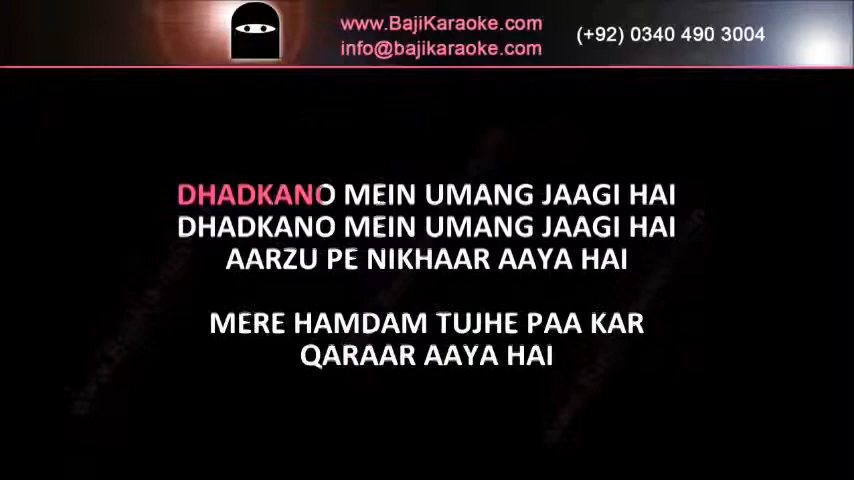 www.BajiKaraoke.com
info@bajikaraoke.com
(+92) 0340 490 3004
DHADKANO MEIN UMANG JAAGI HAI
DHADKANO MEIN UMANG JAAGI HAI
AARZU PE NIKHAAR AAYA HAI
MERE HAMDAM TUJHE PAA KAR
QARAAR AAYA HAI